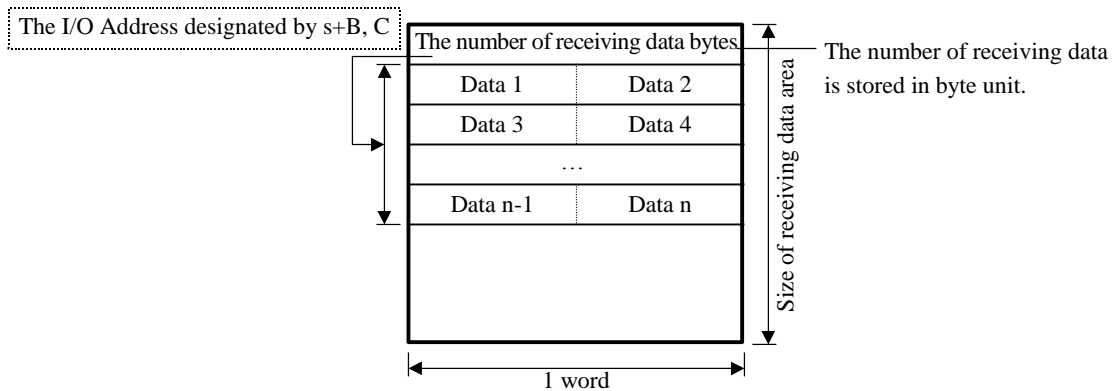 The I/O Address designated by s+B, C
The number of receiving data bytes
The number of receiving data
is stored in byte unit.
Data 1 Data 2
Data 3 Data 4
…
Data n-1 Data n
Size of receiving data area
1 word